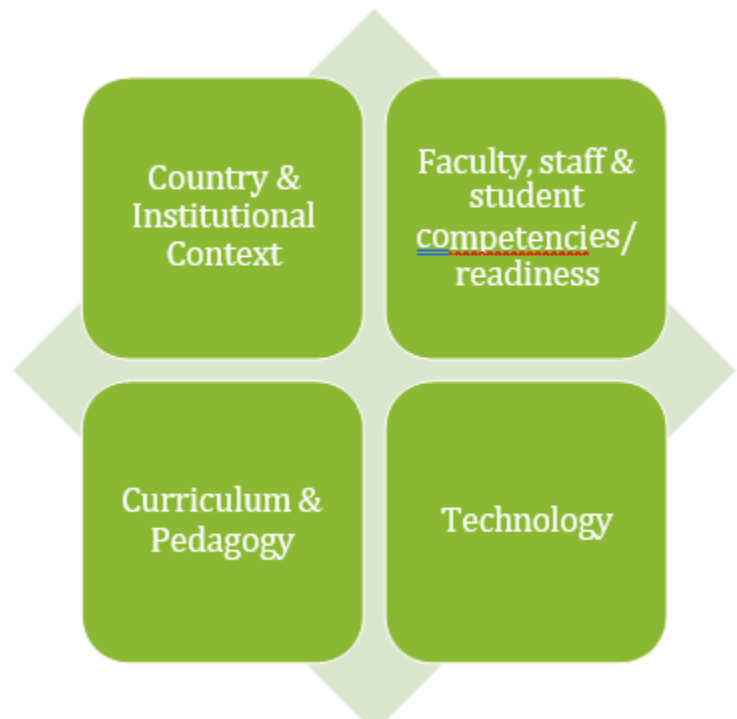 Country &
Institutional
Context
Faculty, staff &
student
competencies/
readiness
Curriculum &
Pedagogy
Technology